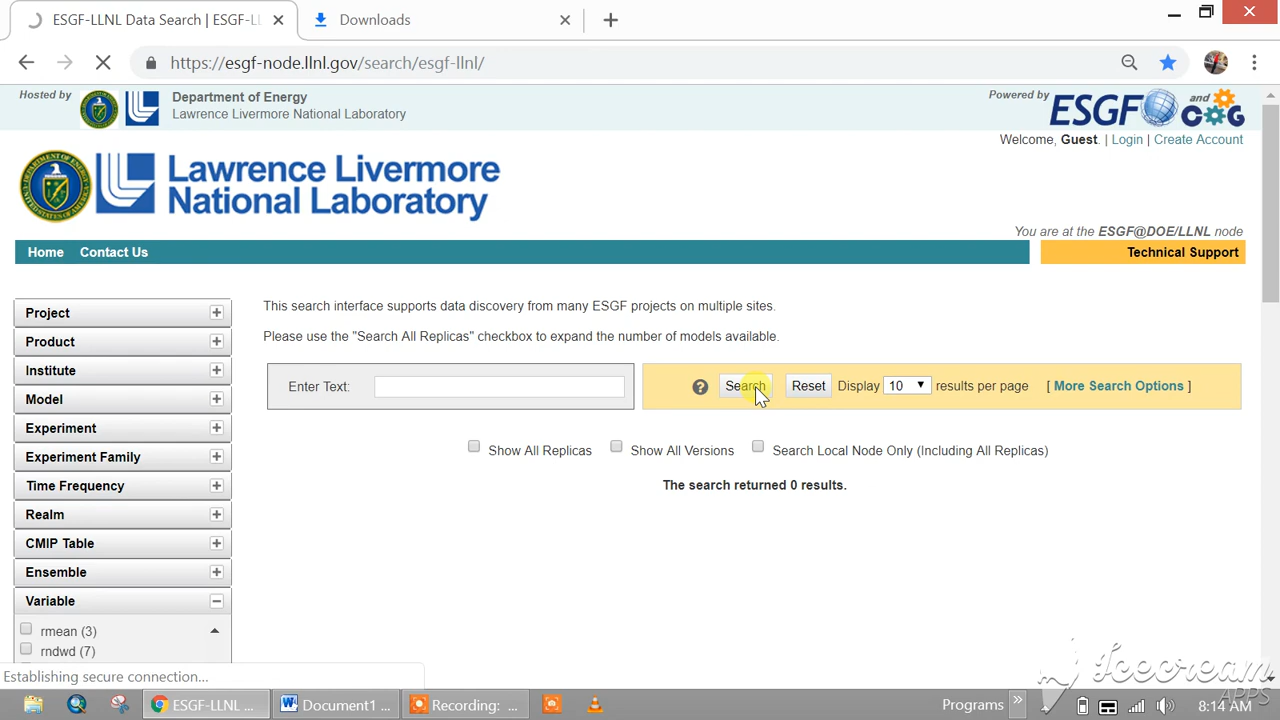 ESGF-LLNL Data Search | ESGF-LL
Downloads
https://esgf-node.llnl.gov/search/esgf-llnl/
Hosted by
Department of Energy
Lawrence Livermore National Laboratory
Powered by
ESGF and COG
Welcome, Guest. | Login | Create Account
Lawrence Livermore
National Laboratory
You are at the ESGF@DOE/LLNL node
Home Contact Us
Technical Support
Project
Product
Institute
Model
Experiment
Experiment Family
Time Frequency
Realm
CMIP Table
Ensemble
Variable
rmean (3)
rndwd (7)
This search interface supports data discovery from many ESGF projects on multiple sites.
Please use the "Search All Replicas" checkbox to expand the number of models available.
Enter Text:
? Search Reset Display 10 results per page [ More Search Options ]
Show All Replicas Show All Versions Search Local Node Only (Including All Replicas)
The search returned 0 results.
Establishing secure connection...
Icecream
APPS
ESGF-LLNL ...
Document1 ...
Recording: ...
Programs
8:14 AM